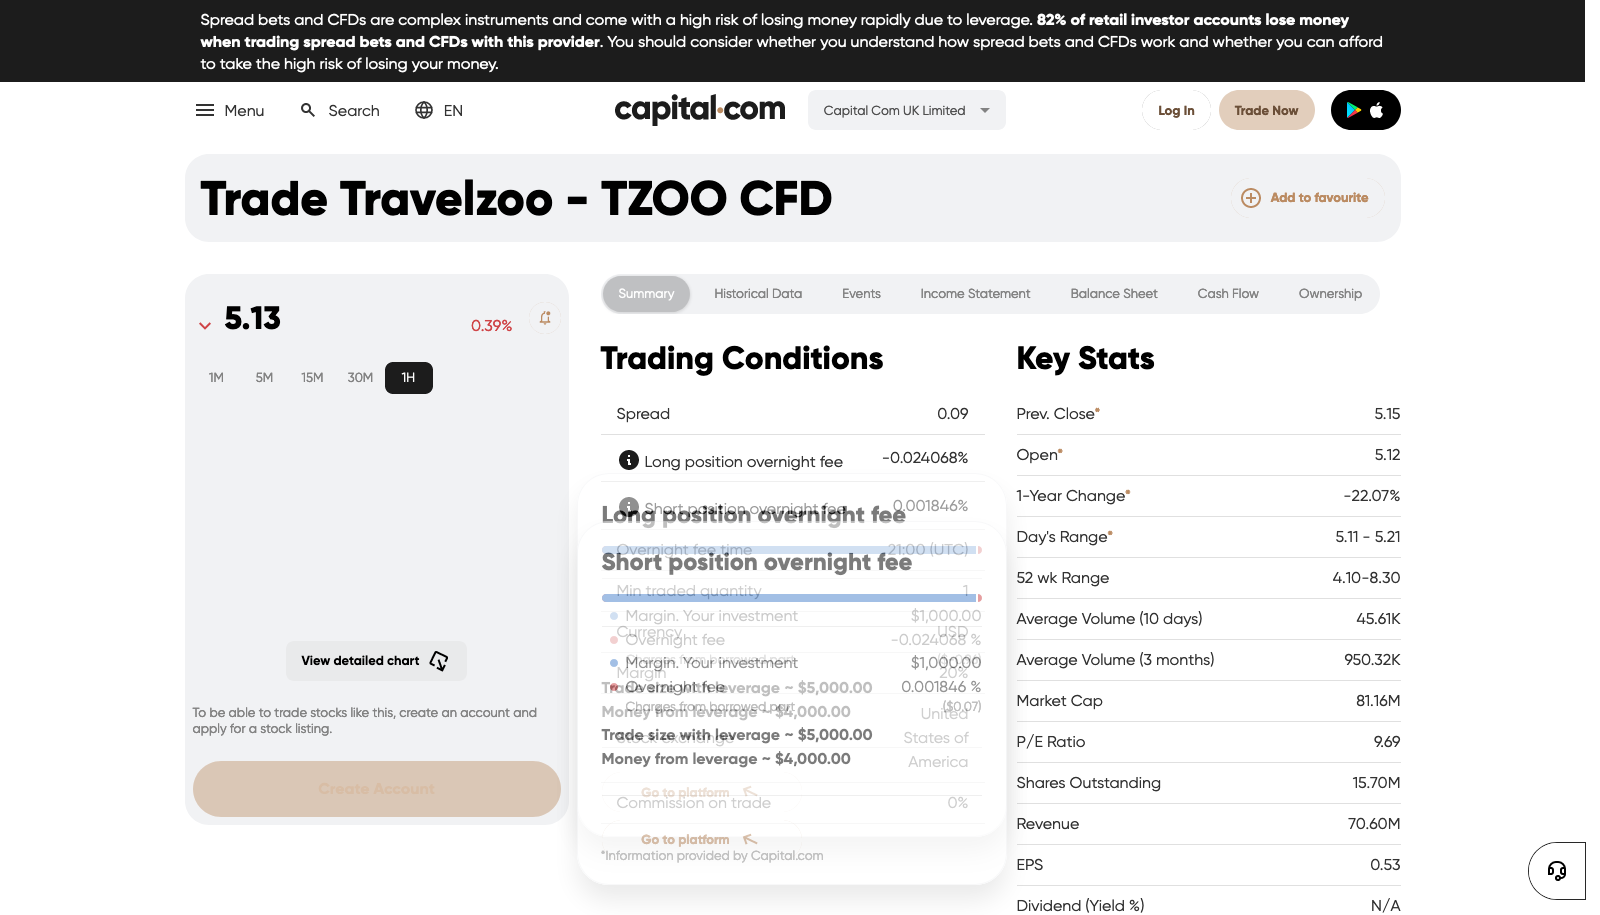 Spread bets and CFDs are complex instruments and come with a high risk of losing money rapidly due to leverage. 82% of retail investor accounts lose money
when trading spread bets and CFDs with this provider. You should consider whether you understand how spread bets and CFDs work and whether you can afford
to take the high risk of losing your money.
Menu
Search
EN
capital.com
Capital Com UK Limited
Log In
Trade Now
Trade Travelzoo - TZOO CFD
Add to favourite
5.13
0.39%
1M 5M 15M 30M 1H
View detailed chart
To be able to trade stocks like this, create an account and
apply for a stock listing.
Create Account
Summary Historical Data Events Income Statement Balance Sheet Cash Flow Ownership
Trading Conditions
Spread 0.09
Long position overnight fee -0.024068%
Short position overnight fee 0.001846%
Long position overnight fee
Overnight fee time 21:00 (UTC)
Short position overnight fee
Min traded quantity 1
Margin. Your investment $1,000.00
Currency USD
Overnight fee -0.024068 %
Margin. Your investment $1,000.00
Margin 20%
Overnight fee 0.001846 %
Trade size with leverage ~ $5,000.00
Charges from borrowed part ($0.07)
Money from leverage ~ $4,000.00
Trade size with leverage ~ $5,000.00
Stock exchange United
States of
America
Money from leverage ~ $4,000.00
Go to platform
Commission on trade 0%
Go to platform
*Information provided by Capital.com
Key Stats
Prev. Close* 5.15
Open* 5.12
1-Year Change* -22.07%
Day's Range* 5.11 - 5.21
52 wk Range 4.10-8.30
Average Volume (10 days) 45.61K
Average Volume (3 months) 950.32K
Market Cap 81.16M
P/E Ratio 9.69
Shares Outstanding 15.70M
Revenue 70.60M
EPS 0.53
Dividend (Yield %) N/A